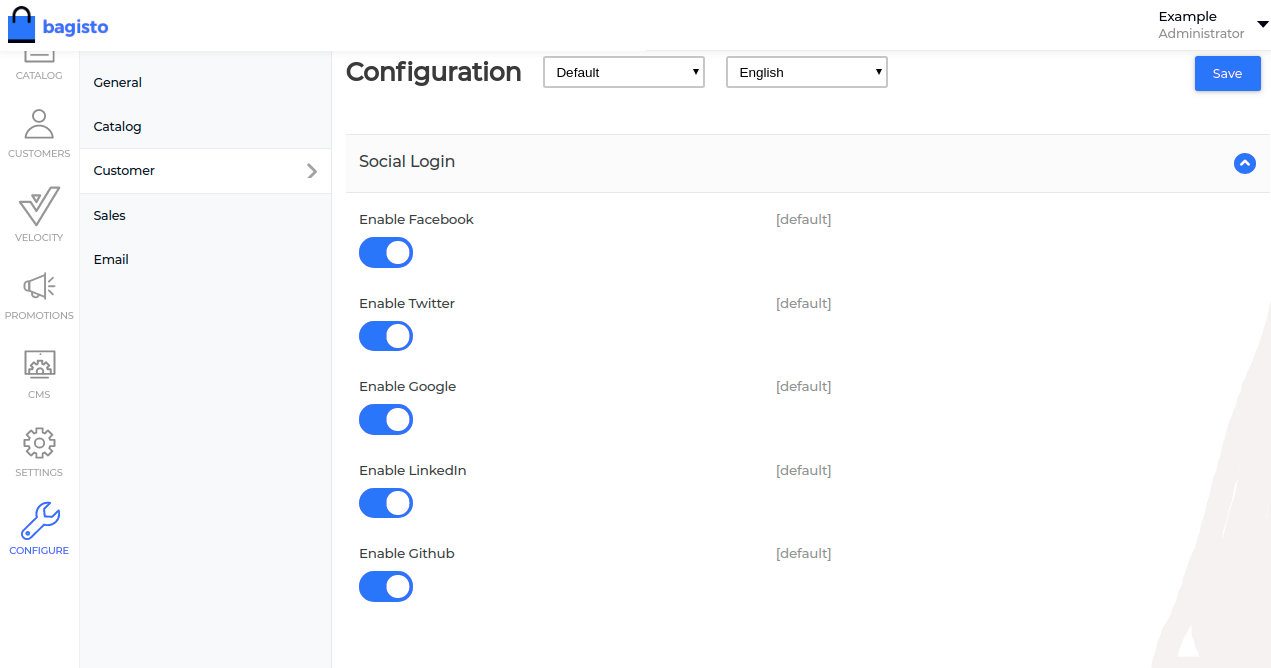 bagisto
Example
Administrator
CATALOG
CUSTOMERS
VELOCITY
PROMOTIONS
CMS
SETTINGS
CONFIGURE
General
Catalog
Customer
Sales
Email
Configuration
Default
English
Save
Social Login
Enable Facebook [default]
Enable Twitter [default]
Enable Google [default]
Enable LinkedIn [default]
Enable Github [default]